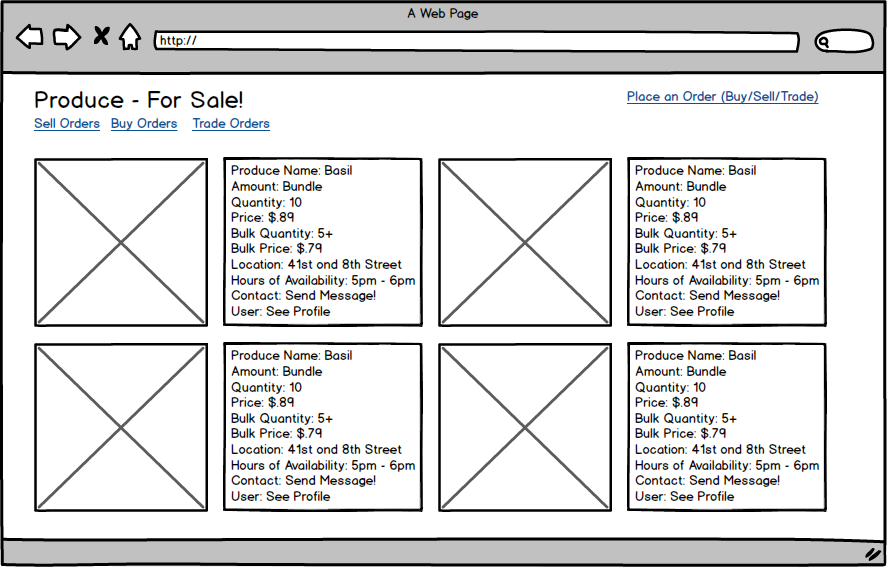 A Web Page
http://
Produce - For Sale!
Place an Order (Buy/Sell/Trade)
Sell Orders Buy Orders Trade Orders
Produce Name: Basil
Amount: Bundle
Quantity: 10
Price: $.89
Bulk Quantity: 5+
Bulk Price: $.79
Location: 41st ond 8th Street
Hours of Availability: 5pm - 6pm
Contact: Send Message!
User: See Profile
Produce Name: Basil
Amount: Bundle
Quantity: 10
Price: $.89
Bulk Quantity: 5+
Bulk Price: $.79
Location: 41st ond 8th Street
Hours of Availability: 5pm - 6pm
Contact: Send Message!
User: See Profile
Produce Name: Basil
Amount: Bundle
Quantity: 10
Price: $.89
Bulk Quantity: 5+
Bulk Price: $.79
Location: 41st ond 8th Street
Hours of Availability: 5pm - 6pm
Contact: Send Message!
User: See Profile
Produce Name: Basil
Amount: Bundle
Quantity: 10
Price: $.89
Bulk Quantity: 5+
Bulk Price: $.79
Location: 41st ond 8th Street
Hours of Availability: 5pm - 6pm
Contact: Send Message!
User: See Profile